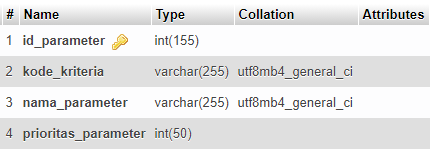 # Name Type Collation Attributes
1 id_parameter int(155)
2 kode_kriteria varchar(255) utf8mb4_general_ci
3 nama_parameter varchar(255) utf8mb4_general_ci
4 prioritas_parameter int(50)